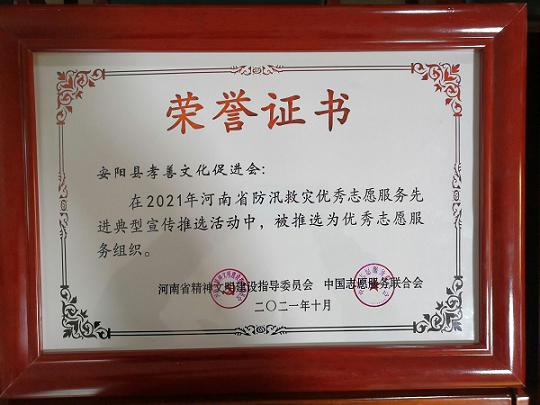 荣誉证书
安阳县孝善文化促进会：
在2021年河南省防汛救灾优秀志愿服务先
进典型宣传推选活动中，被推选为优秀志愿服
务组织。
河南省精神文明建设指导委员会 中国志愿服务联合会
二〇二一年十月